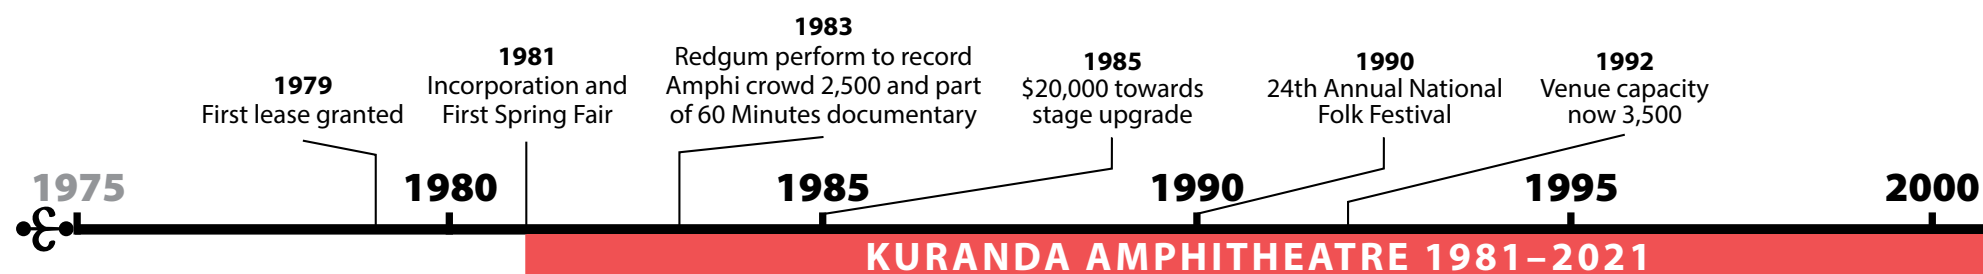 1979
First lease granted
1981
Incorporation and
First Spring Fair
1983
Redgum perform to record
Amphi crowd 2,500 and part
of 60 Minutes documentary
1985
$20,000 towards
stage upgrade
1990
24th Annual National
Folk Festival
1992
Venue capacity
now 3,500
1975
1980
1985
1990
1995
2000
KURANDA AMPHITHEATRE 1981–2021